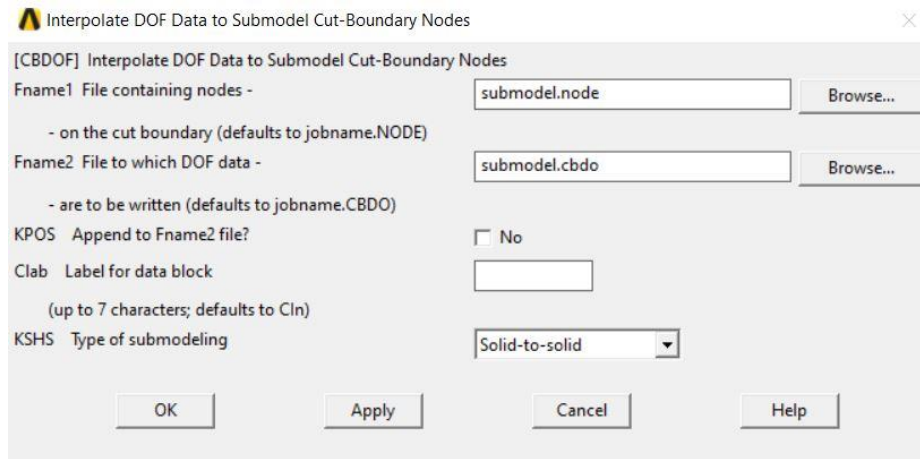 Interpolate DOF Data to Submodel Cut-Boundary Nodes
[CBDOF] Interpolate DOF Data to Submodel Cut-Boundary Nodes
Fname1 File containing nodes - submodel.node Browse...
- on the cut boundary (defaults to jobname.NODE)
Fname2 File to which DOF data - submodel.cbdo Browse...
- are to be written (defaults to jobname.CBDO)
KPOS Append to Fname2 file? No
Clab Label for data block
(up to 7 characters; defaults to CIn)
KSHS Type of submodeling Solid-to-solid
OK Apply Cancel Help